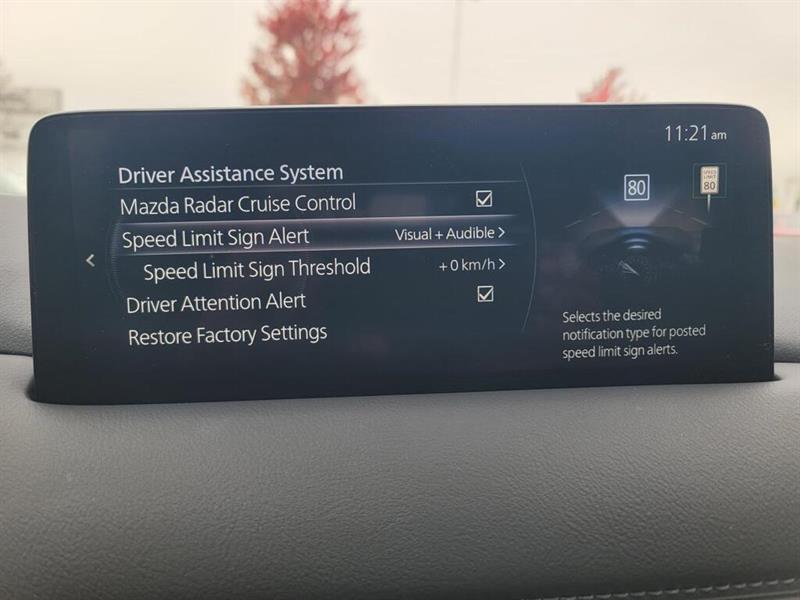 11:21 am
Driver Assistance System
Mazda Radar Cruise Control
Speed Limit Sign Alert Visual + Audible >
Speed Limit Sign Threshold + 0 km/h >
Driver Attention Alert
Restore Factory Settings
80
SPEED
LIMIT
80
Selects the desired
notification type for posted
speed limit sign alerts.